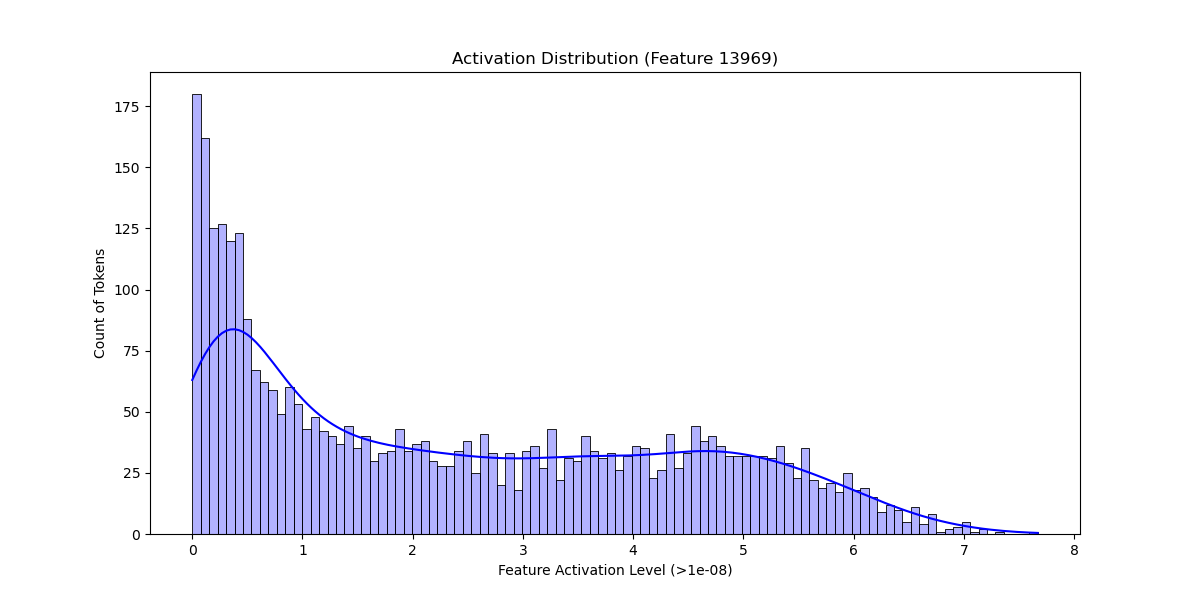 Activation Distribution (Feature 13969)
Count of Tokens
175
150
125
100
75
50
25
0
0 1 2 3 4 5 6 7 8
Feature Activation Level (>1e-08)